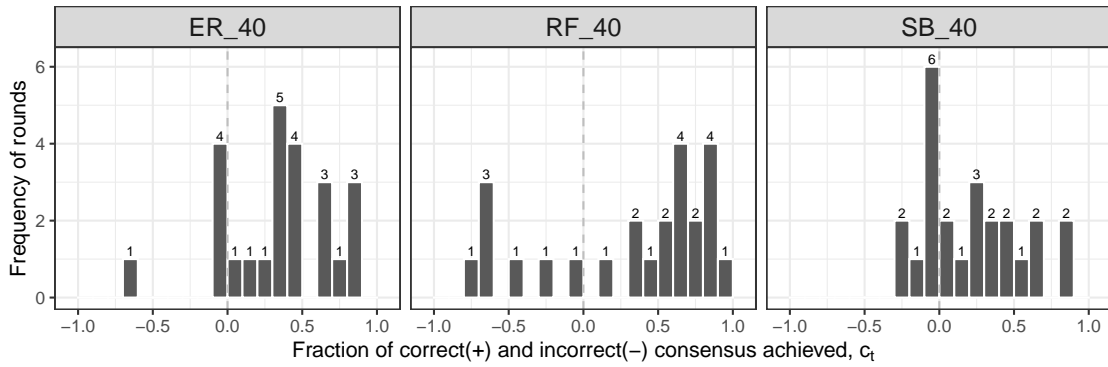 ER_40 RF_40 SB_40
Frequency of rounds
6
4
2
0
1 4 1 1 1 5 4 3 1 3
1 3 1 1 1 1 2 1 2 4 2 4 1
2 1 6 2 1 3 2 2 1 2 2
−1.0 −0.5 0.0 0.5 1.0 −1.0 −0.5 0.0 0.5 1.0 −1.0 −0.5 0.0 0.5 1.0
Fraction of correct(+) and incorrect(−) consensus achieved, cₜ